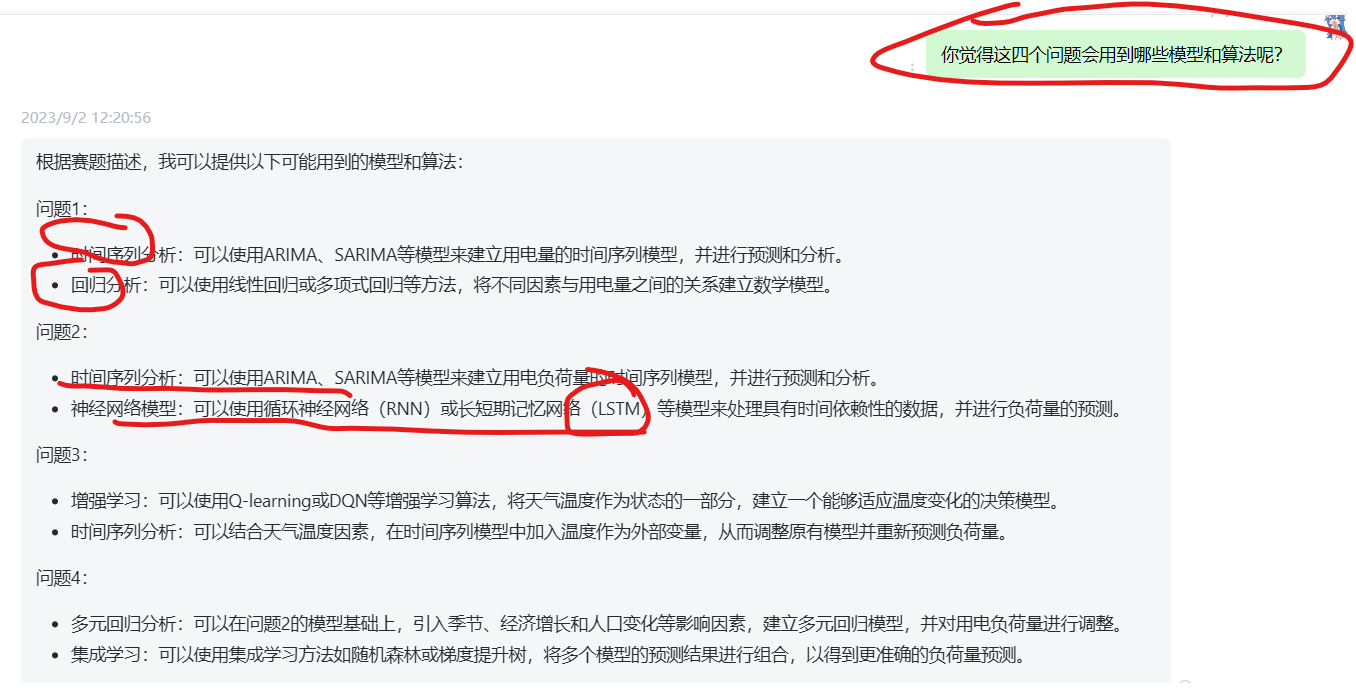 你觉得这四个问题会用到哪些模型和算法呢？
2023/9/2 12:20:56
根据赛题描述，我可以提供以下可能用到的模型和算法：
问题1：
时间序列分析：可以使用ARIMA、SARIMA等模型来建立用电量的时间序列模型，并进行预测和分析。
回归分析：可以使用线性回归或多项式回归等方法，将不同因素与用电量之间的关系建立数学模型。
问题2：
时间序列分析：可以使用ARIMA、SARIMA等模型来建立用电负荷量的时间序列模型，并进行预测和分析。
神经网络模型：可以使用循环神经网络（RNN）或长短期记忆网络（LSTM）等模型来处理具有时间依赖性的数据，并进行负荷量的预测。
问题3：
增强学习：可以使用Q-learning或DQN等增强学习算法，将天气温度作为状态的一部分，建立一个能够适应温度变化的决策模型。
时间序列分析：可以结合天气温度因素，在时间序列模型中加入温度作为外部变量，从而调整原有模型并重新预测负荷量。
问题4：
多元回归分析：可以在问题2的模型基础上，引入季节、经济增长和人口变化等影响因素，建立多元回归模型，并对用电负荷量进行调整。
集成学习：可以使用集成学习方法如随机森林或梯度提升树，将多个模型的预测结果进行组合，以得到更准确的负荷量预测。